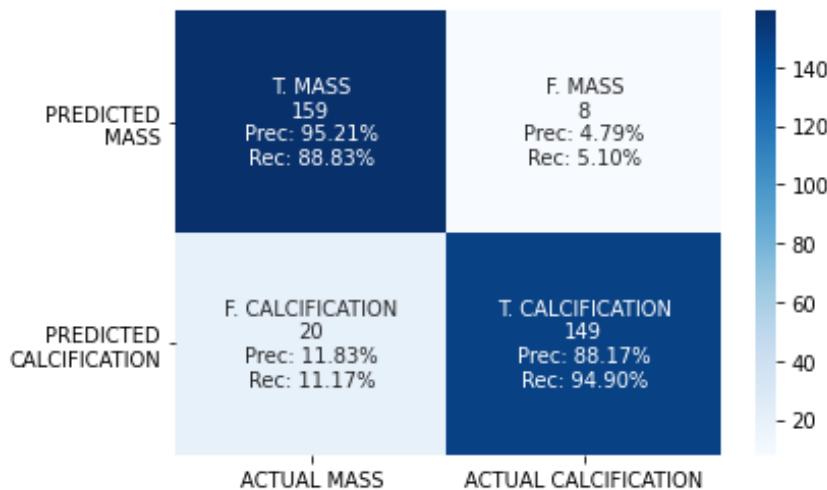 T. MASS
159
Prec: 95.21%
Rec: 88.83%
F. MASS
8
Prec: 4.79%
Rec: 5.10%
PREDICTED
MASS
F. CALCIFICATION
20
Prec: 11.83%
Rec: 11.17%
T. CALCIFICATION
149
Prec: 88.17%
Rec: 94.90%
PREDICTED
CALCIFICATION
ACTUAL MASS
ACTUAL CALCIFICATION
140
120
100
80
60
40
20